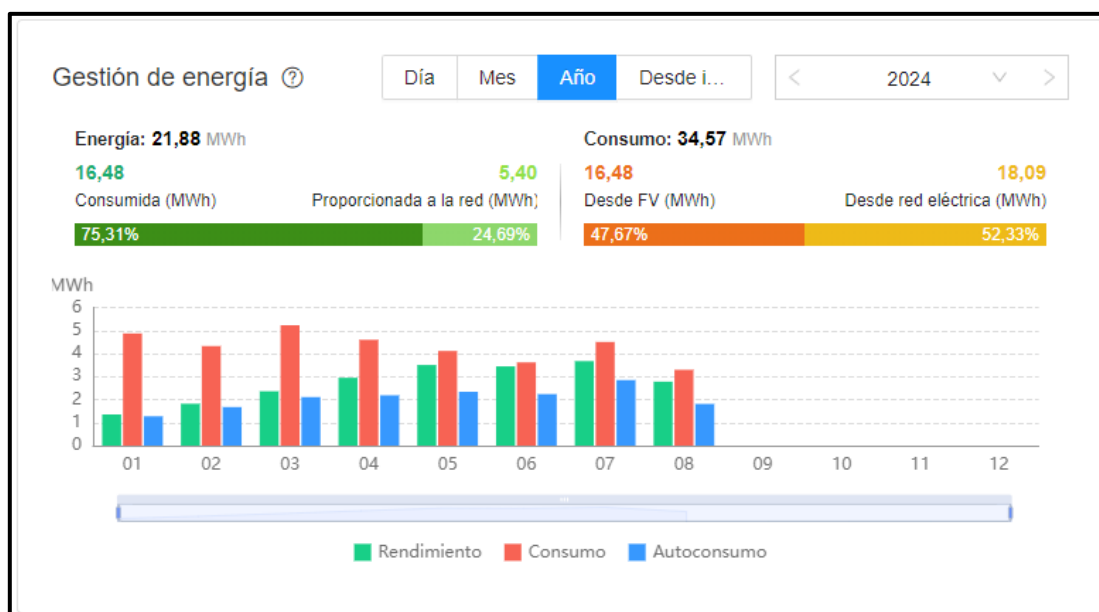 Gestión de energía ?
Día Mes Año Desde i... < 2024 >
Energía: 21,88 MWh
16,48 5,40
Consumida (MWh) Proporcionada a la red (MWh)
75,31% 24,69%
Consumo: 34,57 MWh
16,48 18,09
Desde FV (MWh) Desde red eléctrica (MWh)
47,67% 52,33%
MWh
6
5
4
3
2
1
0
01 02 03 04 05 06 07 08 09 10 11 12
Rendimiento Consumo Autoconsumo